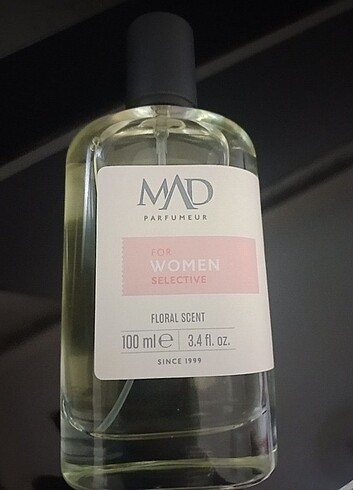 MAD
PARFUMEUR
FOR
WOMEN
SELECTIVE
FLORAL SCENT
100 ml ℮ 3.4 fl. oz.
SINCE 1999